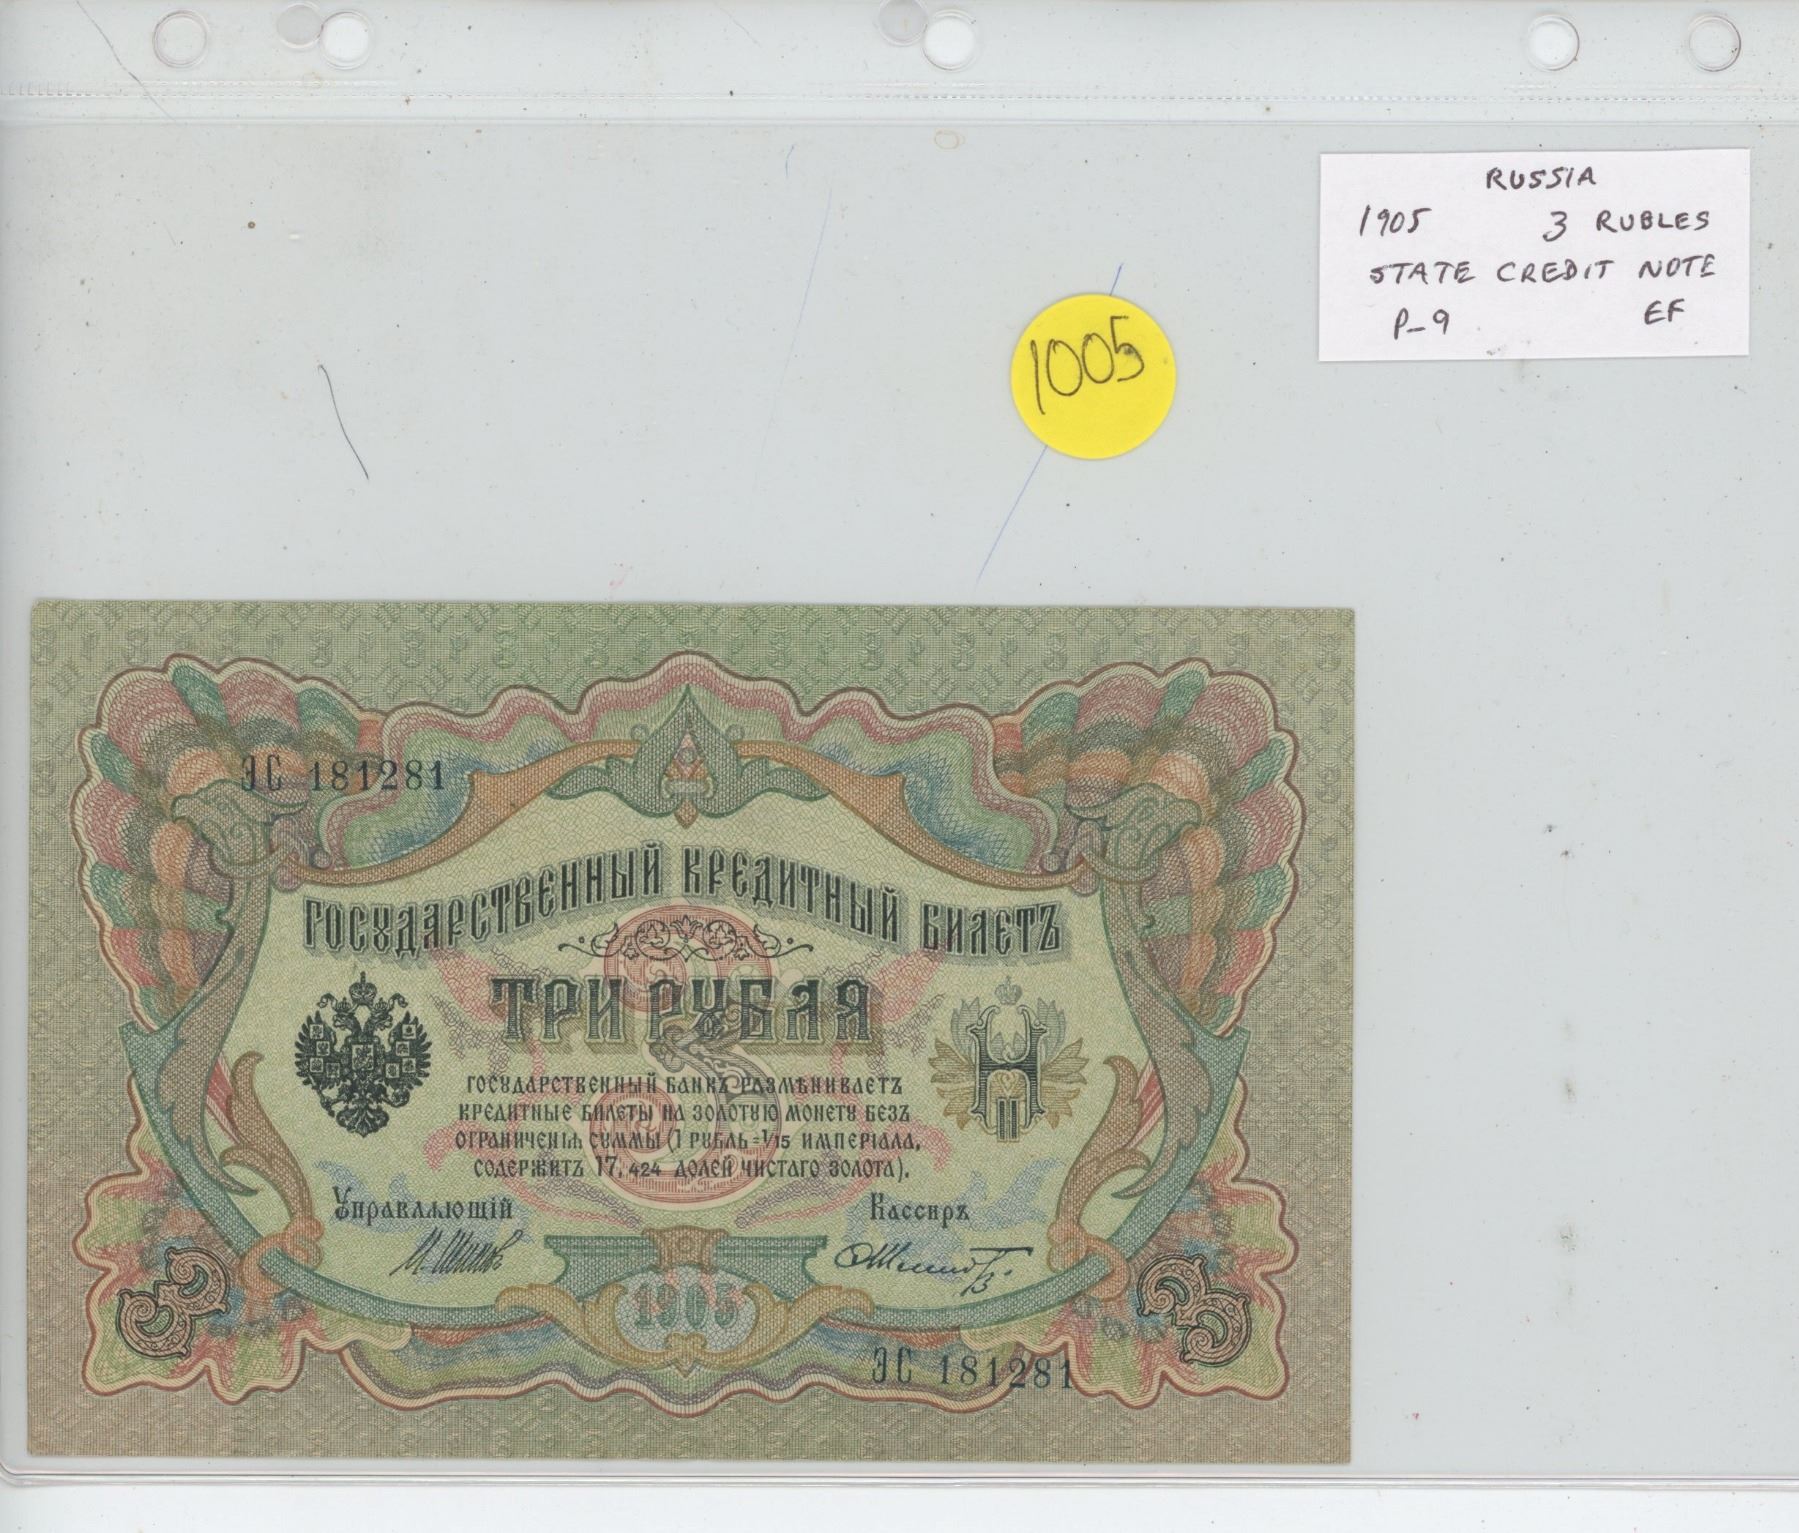 RUSSIA
1905 3 RUBLES
STATE CREDIT NOTE
P-9 EF
1005
ЭС 181281
ГОСУДАРСТВЕННЫЙ КРЕДИТНЫЙ БИЛЕТЪ
ТРИ РУБЛЯ
ГОСУДАРСТВЕННЫЙ БАНКЪ РАЗМѢНИВАЕТЪ
КРЕДИТНЫЕ БИЛЕТЫ НА ЗОЛОТУЮ МОНЕТУ БЕЗЪ
ОГРАНИЧЕНІЯ СУММЫ (1 РУБЛЬ=1/15 ИМПЕРІАЛА,
СОДЕРЖИТЪ 17,424 ДОЛЕЙ ЧИСТАГО ЗОЛОТА).
Управляющій Кассиръ
3 1905 3
ЭС 181281